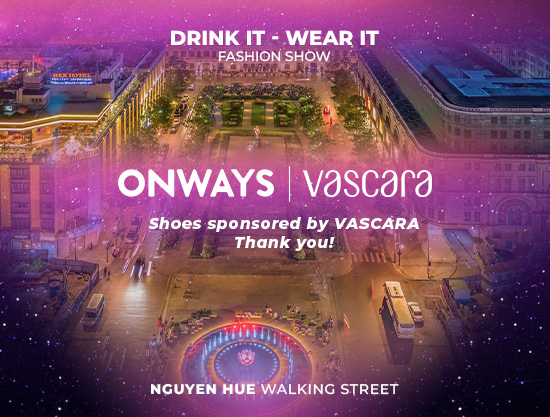 DRINK IT - WEAR IT
FASHION SHOW
REX HOTEL
ONWAYS | vascara
Shoes sponsored by VASCARA
Thank you!
NGUYEN HUE WALKING STREET